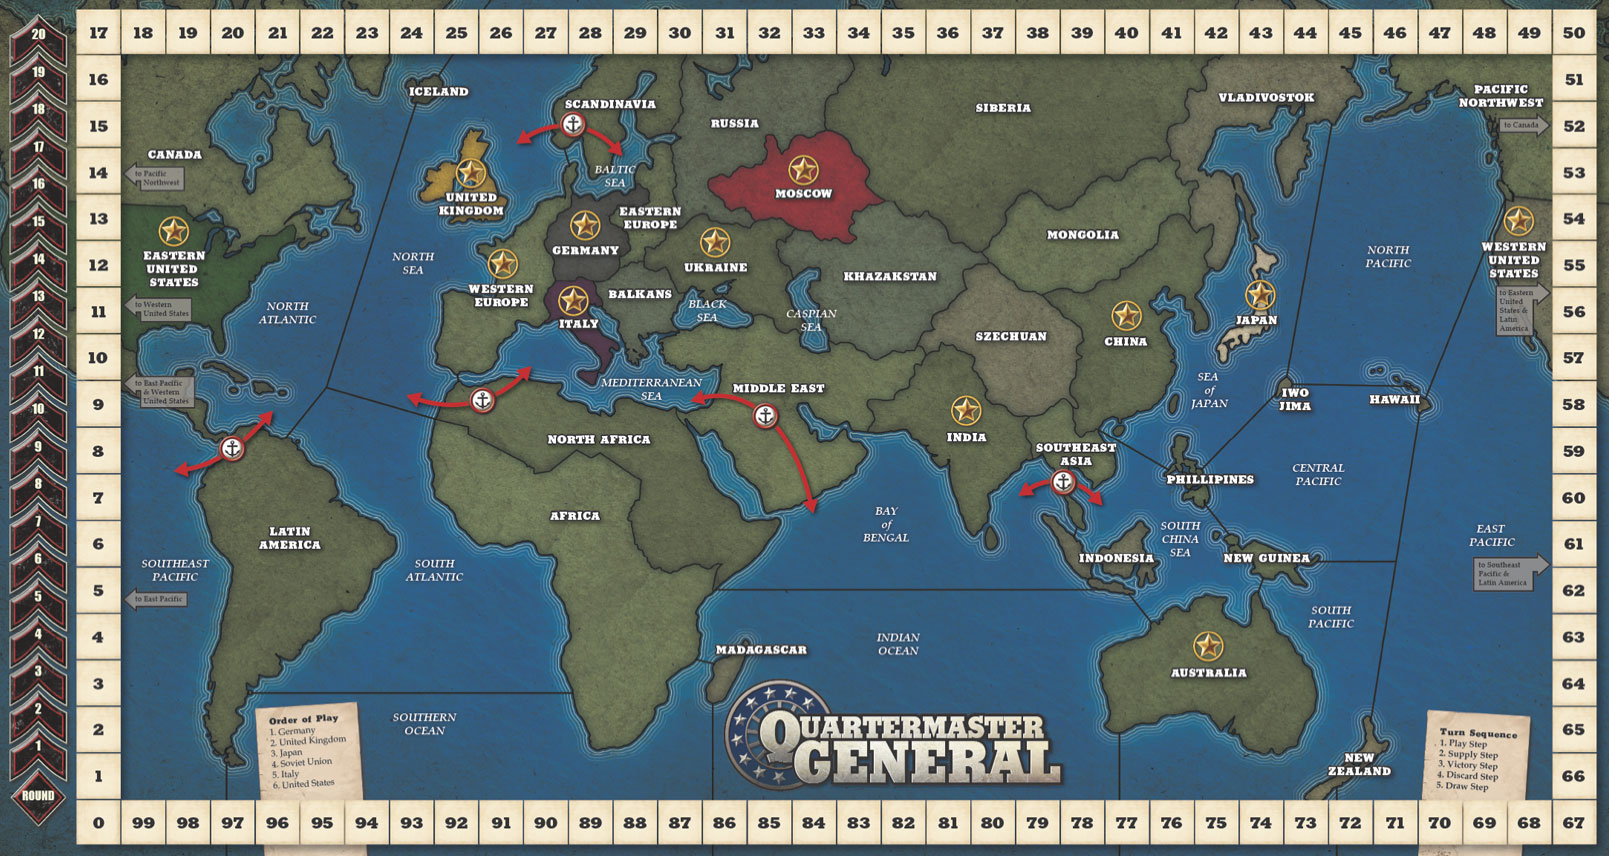 17 18 19 20 21 22 23 24 25 26 27 28 29 30 31 32 33 34 35 36 37 38 39 40 41 42 43 44 45 46 47 48 49 50
20
19
18
17
16
15
14
13
12
11
10
9
8
7
6
5
4
3
2
1
ROUND
16
15
14
13
12
11
10
9
8
7
6
5
4
3
2
1
ICELAND
SCANDINAVIA
RUSSIA
SIBERIA
VLADIVOSTOK
PACIFIC
NORTHWEST
to Canada
CANADA
to Pacific
Northwest
BALTIC
SEA
MOSCOW
UNITED
KINGDOM
EASTERN
EUROPE
GERMANY
UKRAINE
MONGOLIA
NORTH
PACIFIC
WESTERN
UNITED
STATES
EASTERN
UNITED
STATES
NORTH
SEA
WESTERN
EUROPE
BALKANS
KHAZAKSTAN
to Eastern
United
States &
Latin
America
to Western
United States
NORTH
ATLANTIC
ITALY
BLACK
SEA
CASPIAN
SEA
SZECHUAN
CHINA
JAPAN
to East Pacific
& Western
United States
MEDITERRANEAN
SEA
MIDDLE EAST
SEA
of
JAPAN
IWO
JIMA
HAWAII
NORTH AFRICA
INDIA
SOUTHEAST
ASIA
PHILLIPINES
CENTRAL
PACIFIC
LATIN
AMERICA
AFRICA
BAY
of
BENGAL
SOUTH
CHINA
SEA
EAST
PACIFIC
INDONESIA
NEW GUINEA
SOUTHEAST
PACIFIC
SOUTH
ATLANTIC
to Southeast
Pacific &
Latin America
to East Pacific
SOUTH
PACIFIC
INDIAN
OCEAN
MADAGASCAR
AUSTRALIA
SOUTHERN
OCEAN
QUARTERMASTER
GENERAL
NEW
ZEALAND
Order of Play
1. Germany
2. United Kingdom
3. Japan
4. Soviet Union
5. Italy
6. United States
Turn Sequence
1. Play Step
2. Supply Step
3. Victory Step
4. Discard Step
5. Draw Step
51
52
53
54
55
56
57
58
59
60
61
62
63
64
65
66
0 99 98 97 96 95 94 93 92 91 90 89 88 87 86 85 84 83 82 81 80 79 78 77 76 75 74 73 72 71 70 69 68 67